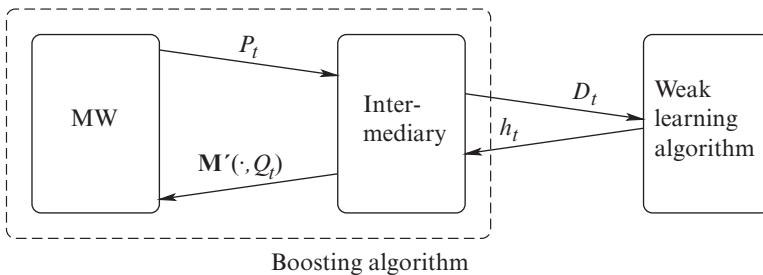 P_t
MW
Inter-
mediary
D_t
h_t
Weak
learning
algorithm
M′(·, Q_t)
Boosting algorithm